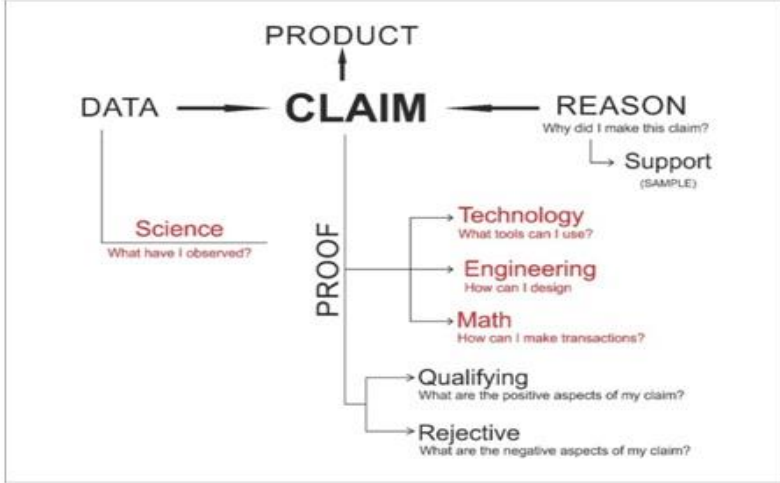 PRODUCT
DATA
CLAIM
REASON
Why did I make this claim?
Support
(SAMPLE)
Science
What have I observed?
PROOF
Technology
What tools can I use?
Engineering
How can I design
Math
How can I make transactions?
Qualifying
What are the positive aspects of my claim?
Rejective
What are the negative aspects of my claim?